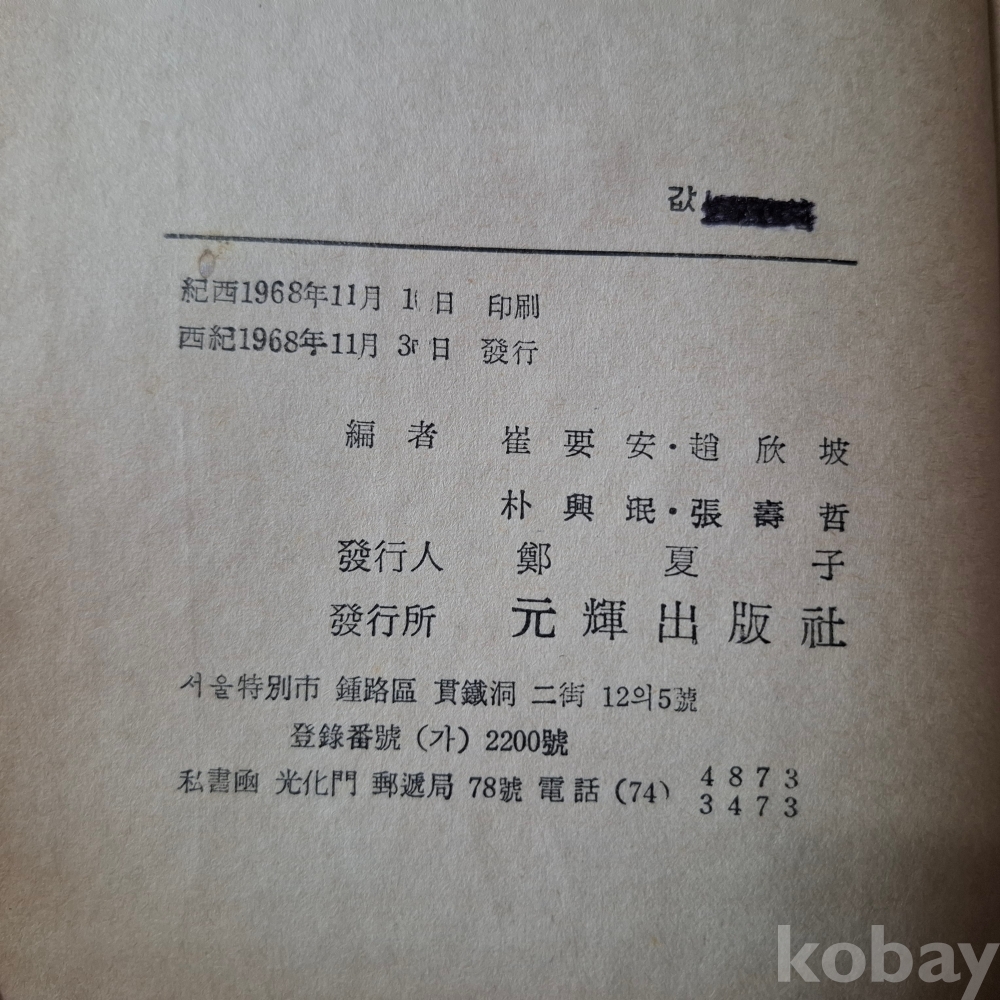 값
紀西1968年11月 1 日 印刷
西紀1968年11月 3 日 發行
編者 崔要安·趙欣坡
朴興珉·張壽哲
發行人 鄭夏子
發行所 元輝出版社
서울特別市 鍾路區 貫鐵洞 二街 12의5號
登錄番號 (가) 2200號
私書凾 光化門 郵遞局 78號 電話 (74) 4873
3473
kobay